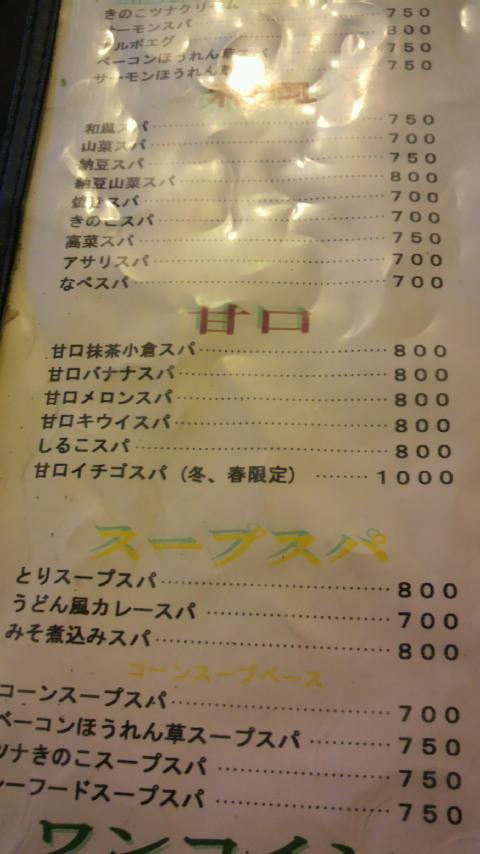 きのこツナクリーム 750
ーモンスパ 800
ルボエグ 750
ベーコンほうれん草スパ 750
サーモンほうれん草
和風スパ 750
山菜スパ 700
納豆スパ 750
納豆山菜スパ 800
スパ 700
きのこスパ 700
高菜スパ 750
アサリスパ 700
なべスパ 700
甘口
甘口抹茶小倉スパ 800
甘口バナナスパ 800
甘口メロンスパ 800
甘口キウイスパ 800
しるこスパ 800
甘口イチゴスパ（冬、春限定） 1000
スープスパ
とりスープスパ 800
うどん風カレースパ 700
みそ煮込みスパ 800
コーンスープベース
コーンスープスパ 700
ベーコンほうれん草スープスパ 750
ツナきのこスープスパ 750
シーフードスープスパ 750
ワンコイン